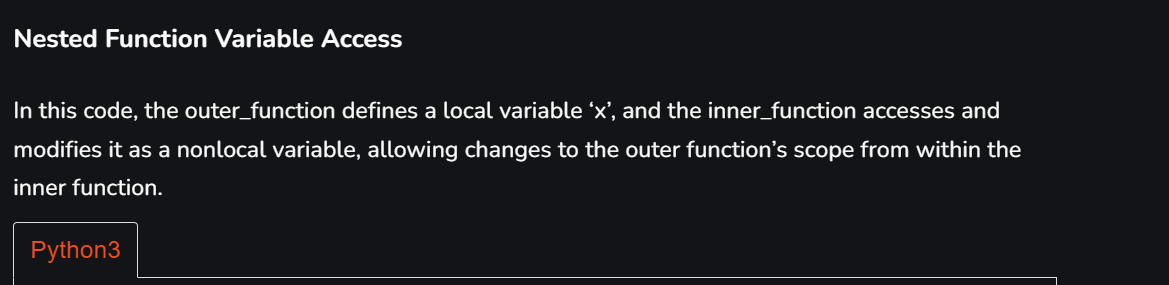 Nested Function Variable Access
In this code, the outer_function defines a local variable ‘x’, and the inner_function accesses and
modifies it as a nonlocal variable, allowing changes to the outer function’s scope from within the
inner function.
Python3